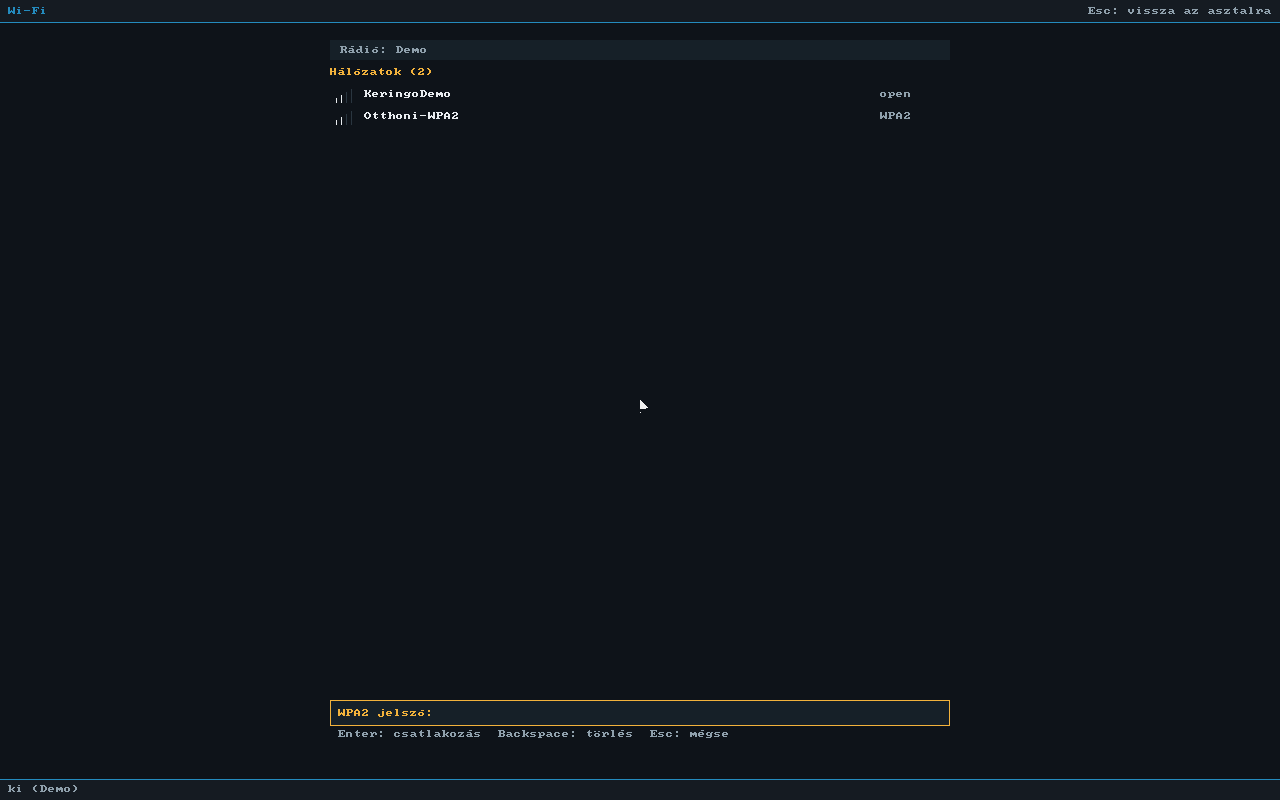 Wi-Fi
Esc: vissza az asztalra
Rádió: Demo
Hálózatok (2)
KeringoDemo open
Otthoni-WPA2 WPA2
WPA2 jelszó:
Enter: csatlakozás Backspace: törlés Esc: mégse
ki (Demo)